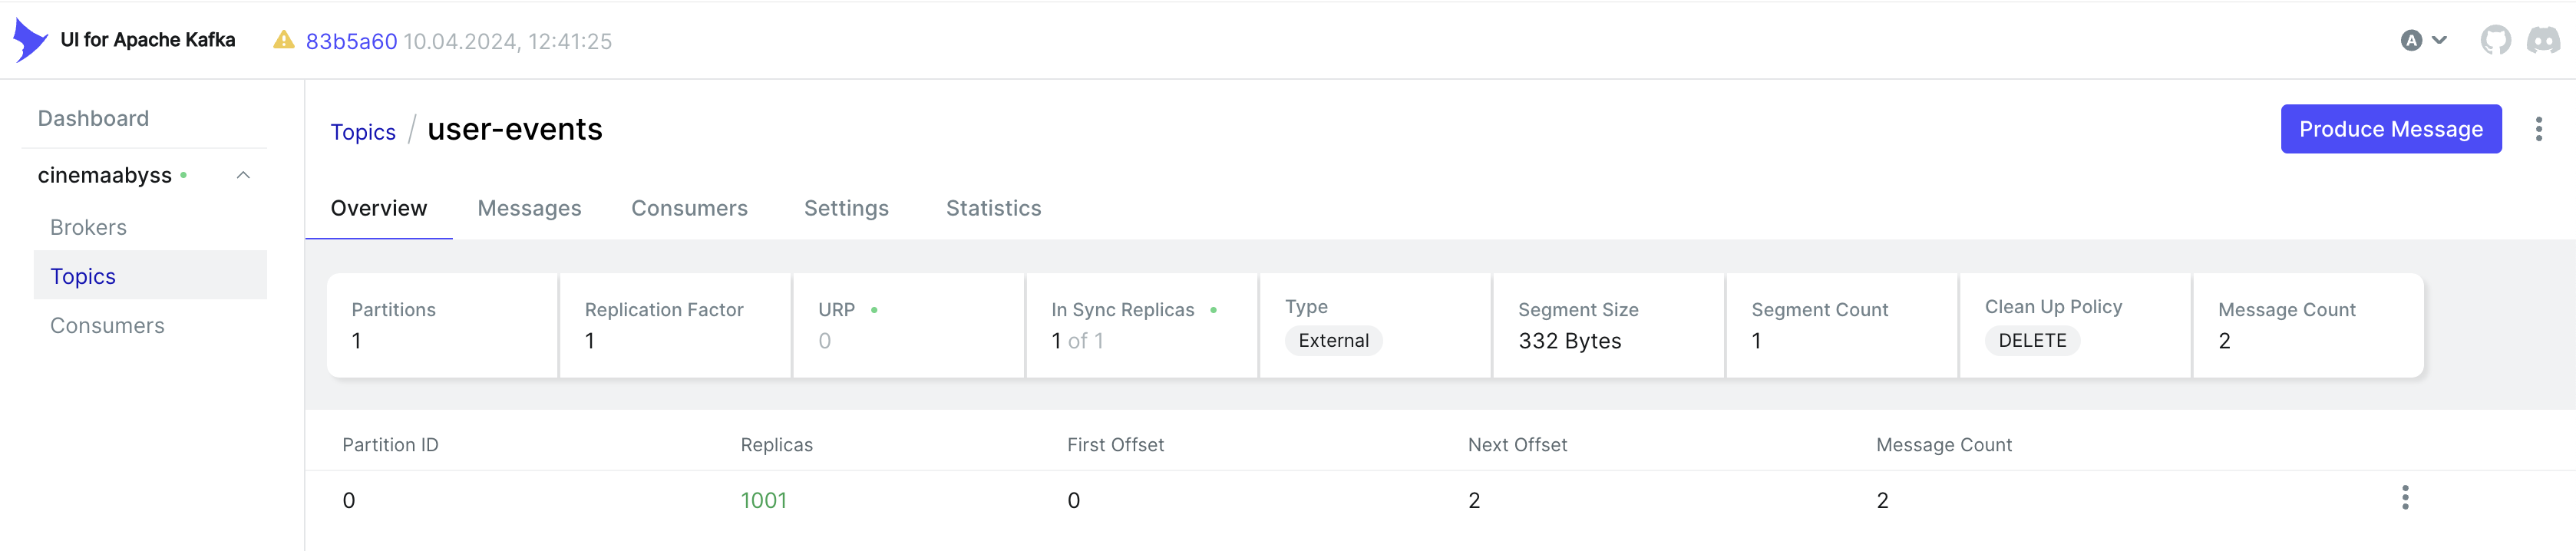 UI for Apache Kafka 83b5a60 10.04.2024, 12:41:25 A
Dashboard
cinemaabyss
Brokers
Topics
Consumers
Topics / user-events
Produce Message
Overview Messages Consumers Settings Statistics
Partitions
1
Replication Factor
1
URP
0
In Sync Replicas
1 of 1
Type
External
Segment Size
332 Bytes
Segment Count
1
Clean Up Policy
DELETE
Message Count
2
Partition ID Replicas First Offset Next Offset Message Count
0 1001 0 2 2